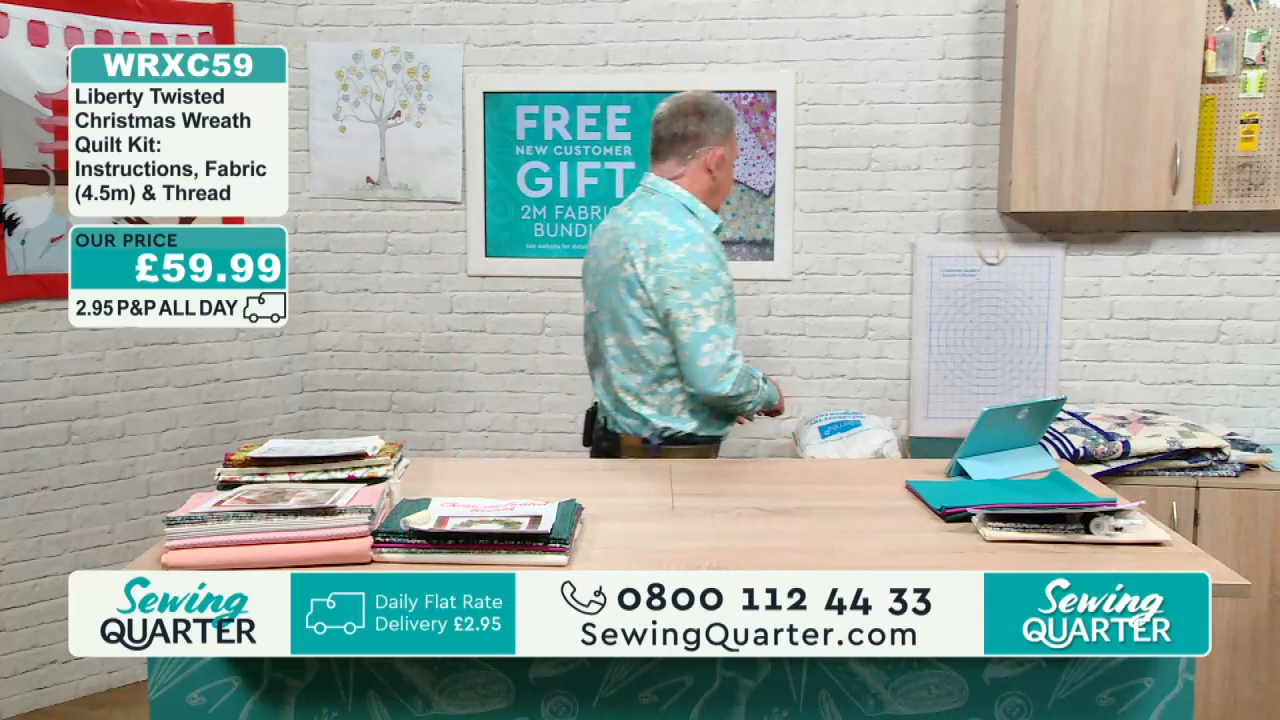 WRXC59
Liberty Twisted
Christmas Wreath
Quilt Kit:
Instructions, Fabric
(4.5m) & Thread
OUR PRICE
£59.99
2.95 P&P ALL DAY
FREE
NEW CUSTOMER
GIFT
2M FABRIC
BUNDL
Sewing
QUARTER
Daily Flat Rate
Delivery £2.95
0800 112 44 33
SewingQuarter.com
Sewing
QUARTER